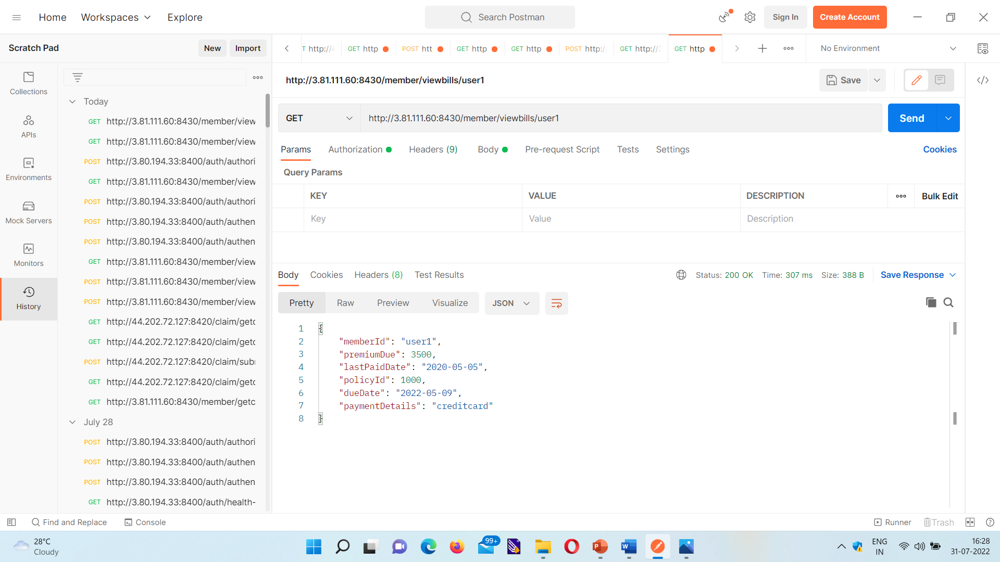 Home
Workspaces
Explore
Search Postman
Sign In
Create Account
Scratch Pad
New
Import
GET http
POST htt
GET http
GET http
POST http:/
GET http://
GET http
No Environment
Collections
APIs
Environments
Mock Servers
Monitors
History
Today
GET http://3.81.111.60:8430/member/view
GET http://3.81.111.60:8430/member/view
POST http://3.80.194.33:8400/auth/authori
GET http://3.81.111.60:8430/member/view
POST http://3.80.194.33:8400/auth/authori
POST http://3.80.194.33:8400/auth/authen
POST http://3.80.194.33:8400/auth/authen
GET http://3.81.111.60:8430/member/view
POST http://3.81.111.60:8430/member/view
POST http://3.81.111.60:8430/member/view
GET http://44.202.72.127:8420/claim/getc
GET http://44.202.72.127:8420/claim/getc
POST http://44.202.72.127:8420/claim/subr
GET http://44.202.72.127:8420/claim/getc
GET http://3.81.111.60:8430/member/getc
July 28
POST http://3.80.194.33:8400/auth/authori
POST http://3.80.194.33:8400/auth/authen
POST http://3.80.194.33:8400/auth/authen
GET http://3.80.194.33:8400/auth/health-
http://3.81.111.60:8430/member/viewbills/user1
Save
GET
http://3.81.111.60:8430/member/viewbills/user1
Send
Params
Authorization
Headers (9)
Body
Pre-request Script
Tests
Settings
Cookies
Query Params
KEY
VALUE
DESCRIPTION
Bulk Edit
Key
Value
Description
Body
Cookies
Headers (8)
Test Results
Status: 200 OK
Time: 307 ms
Size: 388 B
Save Response
Pretty
Raw
Preview
Visualize
JSON
1 {
2 "memberId": "user1",
3 "premiumDue": 3500,
4 "lastPaidDate": "2020-05-05",
5 "policyId": 1000,
6 "dueDate": "2022-05-09",
7 "paymentDetails": "creditcard"
8 }
Find and Replace
Console
Runner
Trash
28°C
Cloudy
99+
ENG
IN
16:28
31-07-2022